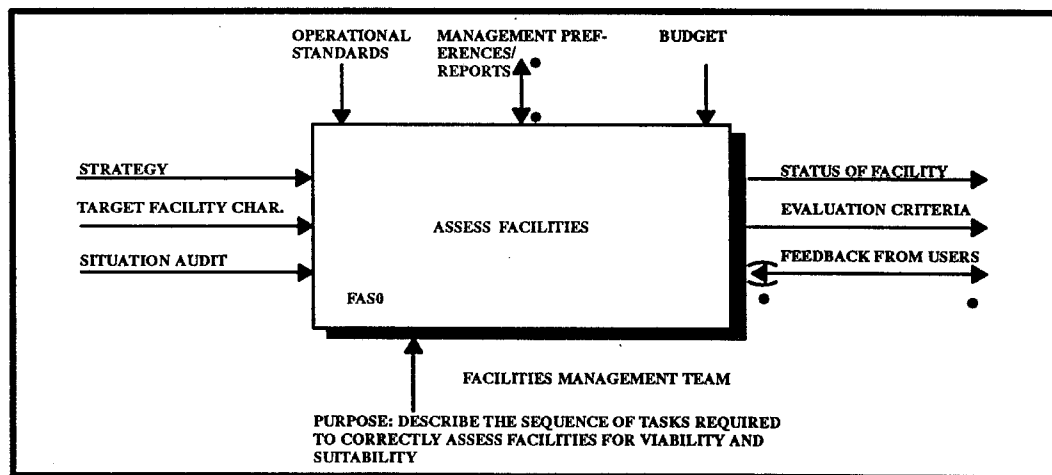 OPERATIONAL
STANDARDS
MANAGEMENT PREF-
ERENCES/
REPORTS
BUDGET
STRATEGY
TARGET FACILITY CHAR.
SITUATION AUDIT
ASSESS FACILITIES
FAS0
STATUS OF FACILITY
EVALUATION CRITERIA
FEEDBACK FROM USERS
FACILITIES MANAGEMENT TEAM
PURPOSE: DESCRIBE THE SEQUENCE OF TASKS REQUIRED
TO CORRECTLY ASSESS FACILITIES FOR VIABILITY AND
SUITABILITY